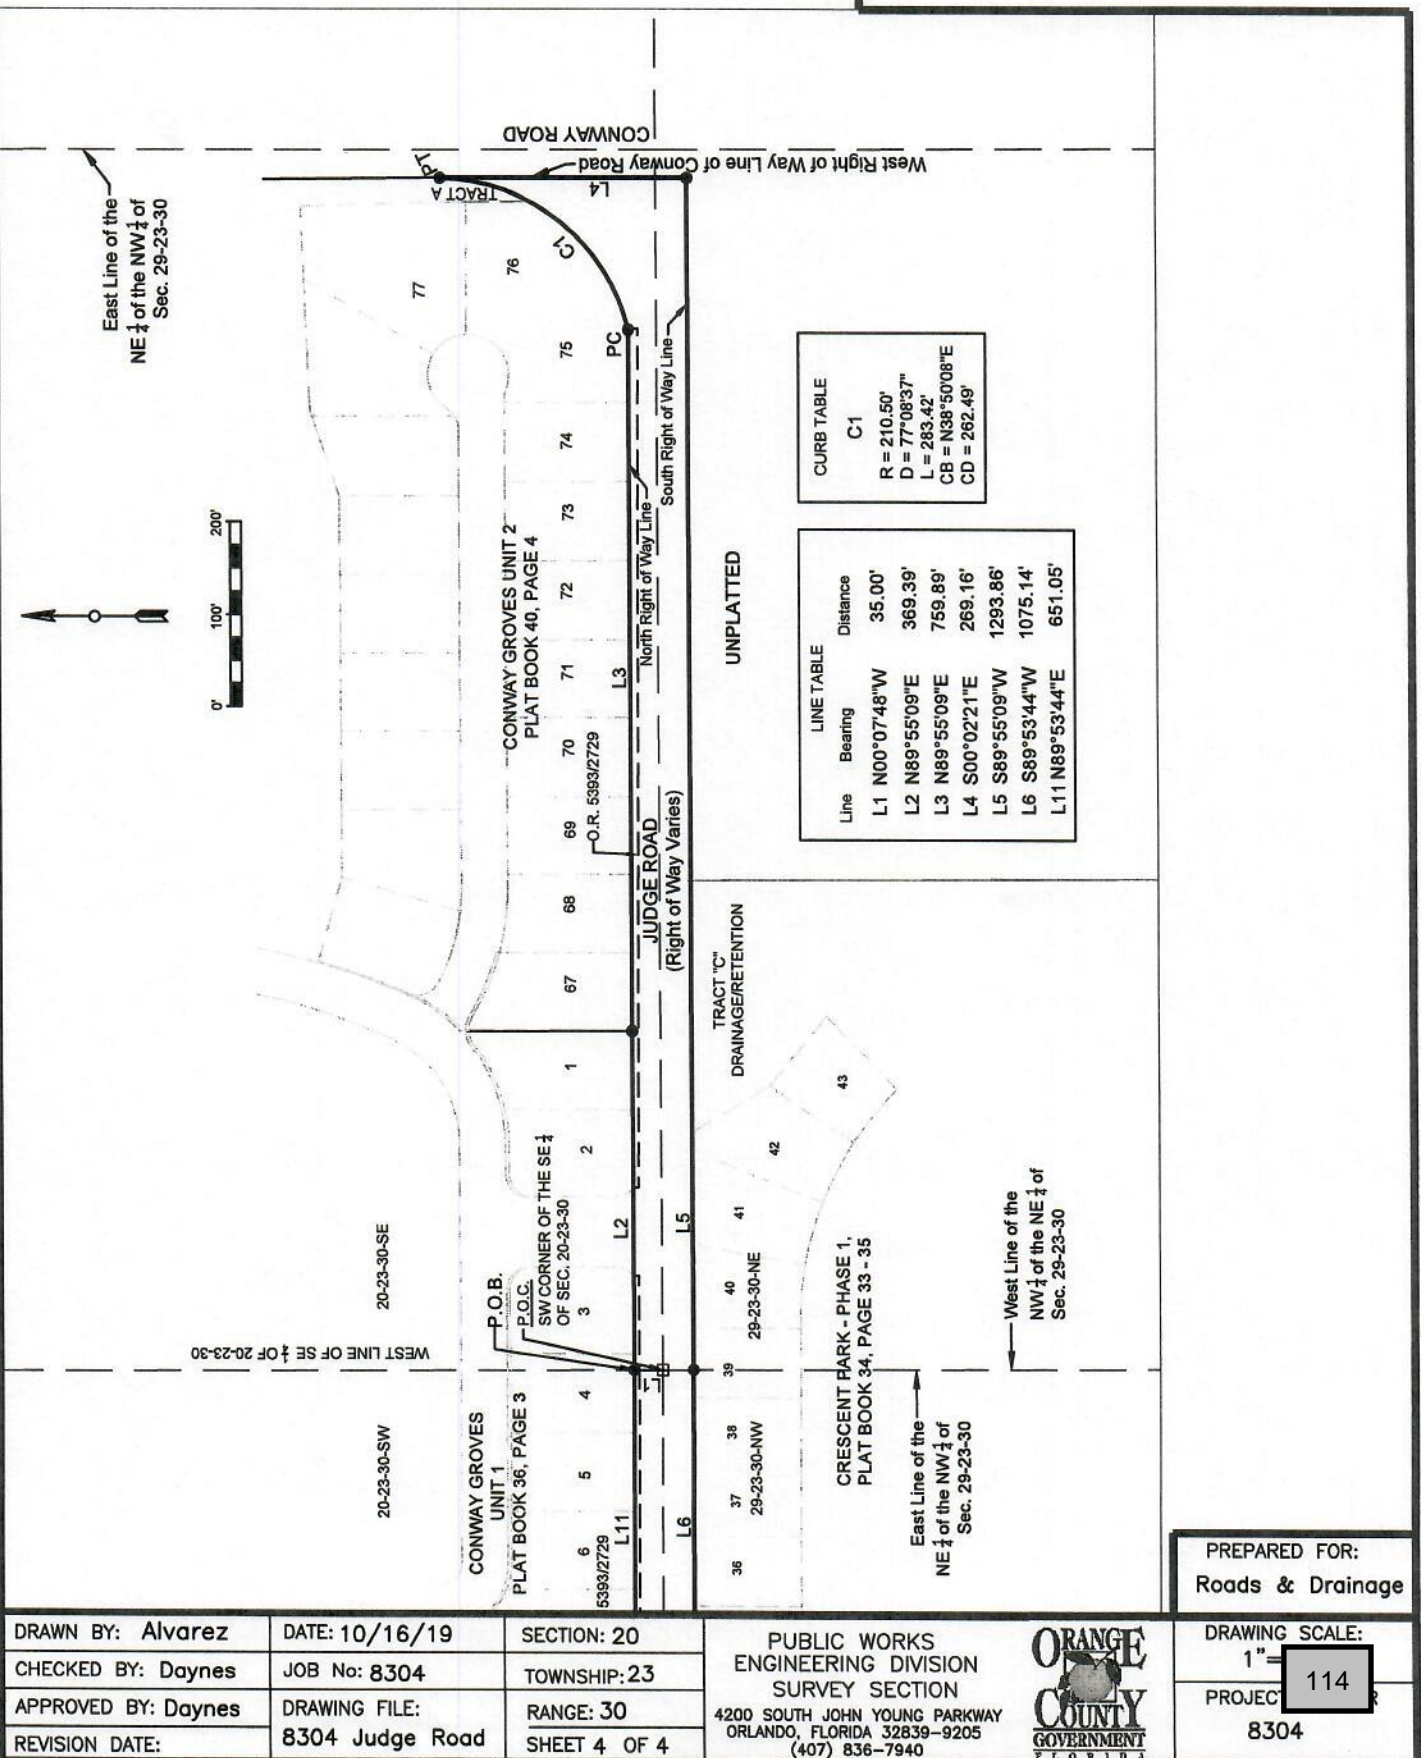 CONWAY ROAD
West Right of Way Line of Conway Road
East Line of the
NE ¼ of the NW ¼ of
Sec. 29-23-30
PT
TRACT A
L4
C1
77
76
75
PC
74
73
72
71
70
69
68
67
South Right of Way Line
North Right of Way Line
L3
0'
100'
200'
CONWAY GROVES UNIT 2
PLAT BOOK 40, PAGE 4
O.R. 5393/2729
JUDGE ROAD
(Right of Way Varies)
UNPLATTED
CURB TABLE
C1
R = 210.50'
D = 77°08'37"
L = 283.42'
CB = N38°50'08"E
CD = 262.49'
LINE TABLE
Line Bearing Distance
L1 N00°07'48"W 35.00'
L2 N89°55'09"E 369.39'
L3 N89°55'09"E 759.89'
L4 S00°02'21"E 269.16'
L5 S89°55'09"W 1293.86'
L6 S89°53'44"W 1075.14'
L11 N89°53'44"E 651.05'
TRACT "C"
DRAINAGE/RETENTION
1
2
3
4
5
6
43
42
41
40
39
38
37
36
L2
L5
L1
L11
L6
20-23-30-SE
WEST LINE OF SE ¼ OF 20-23-30
20-23-30-SW
P.O.B.
P.O.C.
SW CORNER OF THE SE ¼
OF SEC. 20-23-30
CONWAY GROVES
UNIT 1
PLAT BOOK 36, PAGE 3
5393/2729
29-23-30-NE
29-23-30-NW
CRESCENT PARK - PHASE 1,
PLAT BOOK 34, PAGE 33 - 35
West Line of the
NW ¼ of the NE ¼ of
Sec. 29-23-30
East Line of the
NE ¼ of the NW ¼ of
Sec. 29-23-30
PREPARED FOR:
Roads & Drainage
DRAWN BY: Alvarez
CHECKED BY: Daynes
APPROVED BY: Daynes
REVISION DATE:
DATE: 10/16/19
JOB No: 8304
DRAWING FILE:
8304 Judge Road
SECTION: 20
TOWNSHIP: 23
RANGE: 30
SHEET 4 OF 4
PUBLIC WORKS
ENGINEERING DIVISION
SURVEY SECTION
4200 SOUTH JOHN YOUNG PARKWAY
ORLANDO, FLORIDA 32839-9205
(407) 836-7940
ORANGE
COUNTY
GOVERNMENT
FLORIDA
DRAWING SCALE:
1"=
114
8304